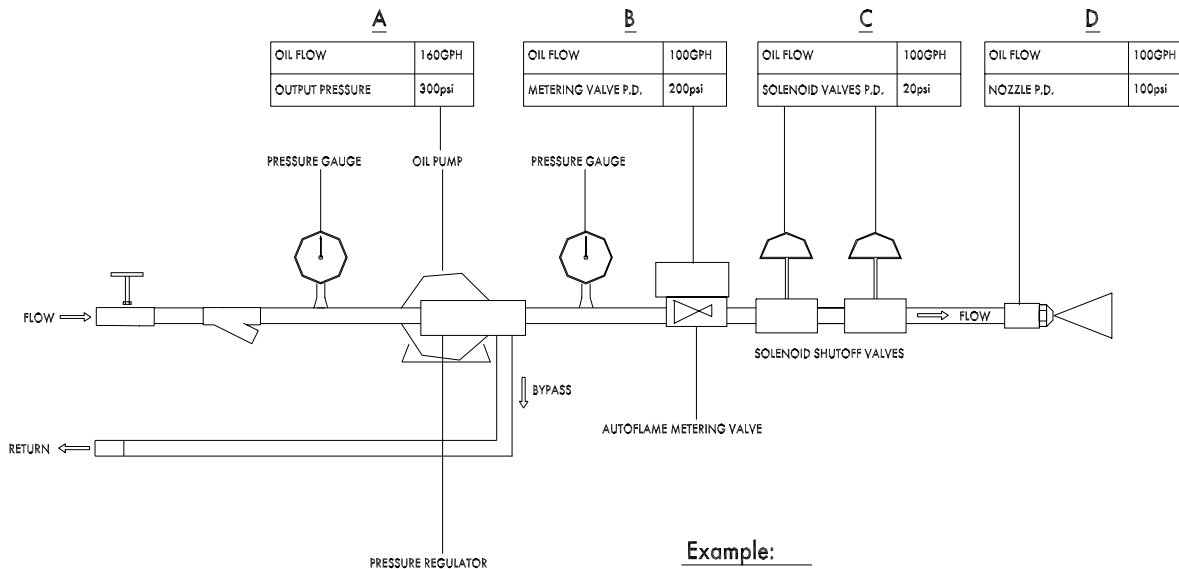 A
B
C
D
OIL FLOW 160GPH
OUTPUT PRESSURE 300psi
OIL FLOW 100GPH
METERING VALVE P.D. 200psi
OIL FLOW 100GPH
SOLENOID VALVES P.D. 20psi
OIL FLOW 100GPH
NOZZLE P.D. 100psi
PRESSURE GAUGE
OIL PUMP
PRESSURE GAUGE
FLOW
FLOW
SOLENOID SHUTOFF VALVES
BYPASS
AUTOFLAME METERING VALVE
RETURN
PRESSURE REGULATOR
Example: